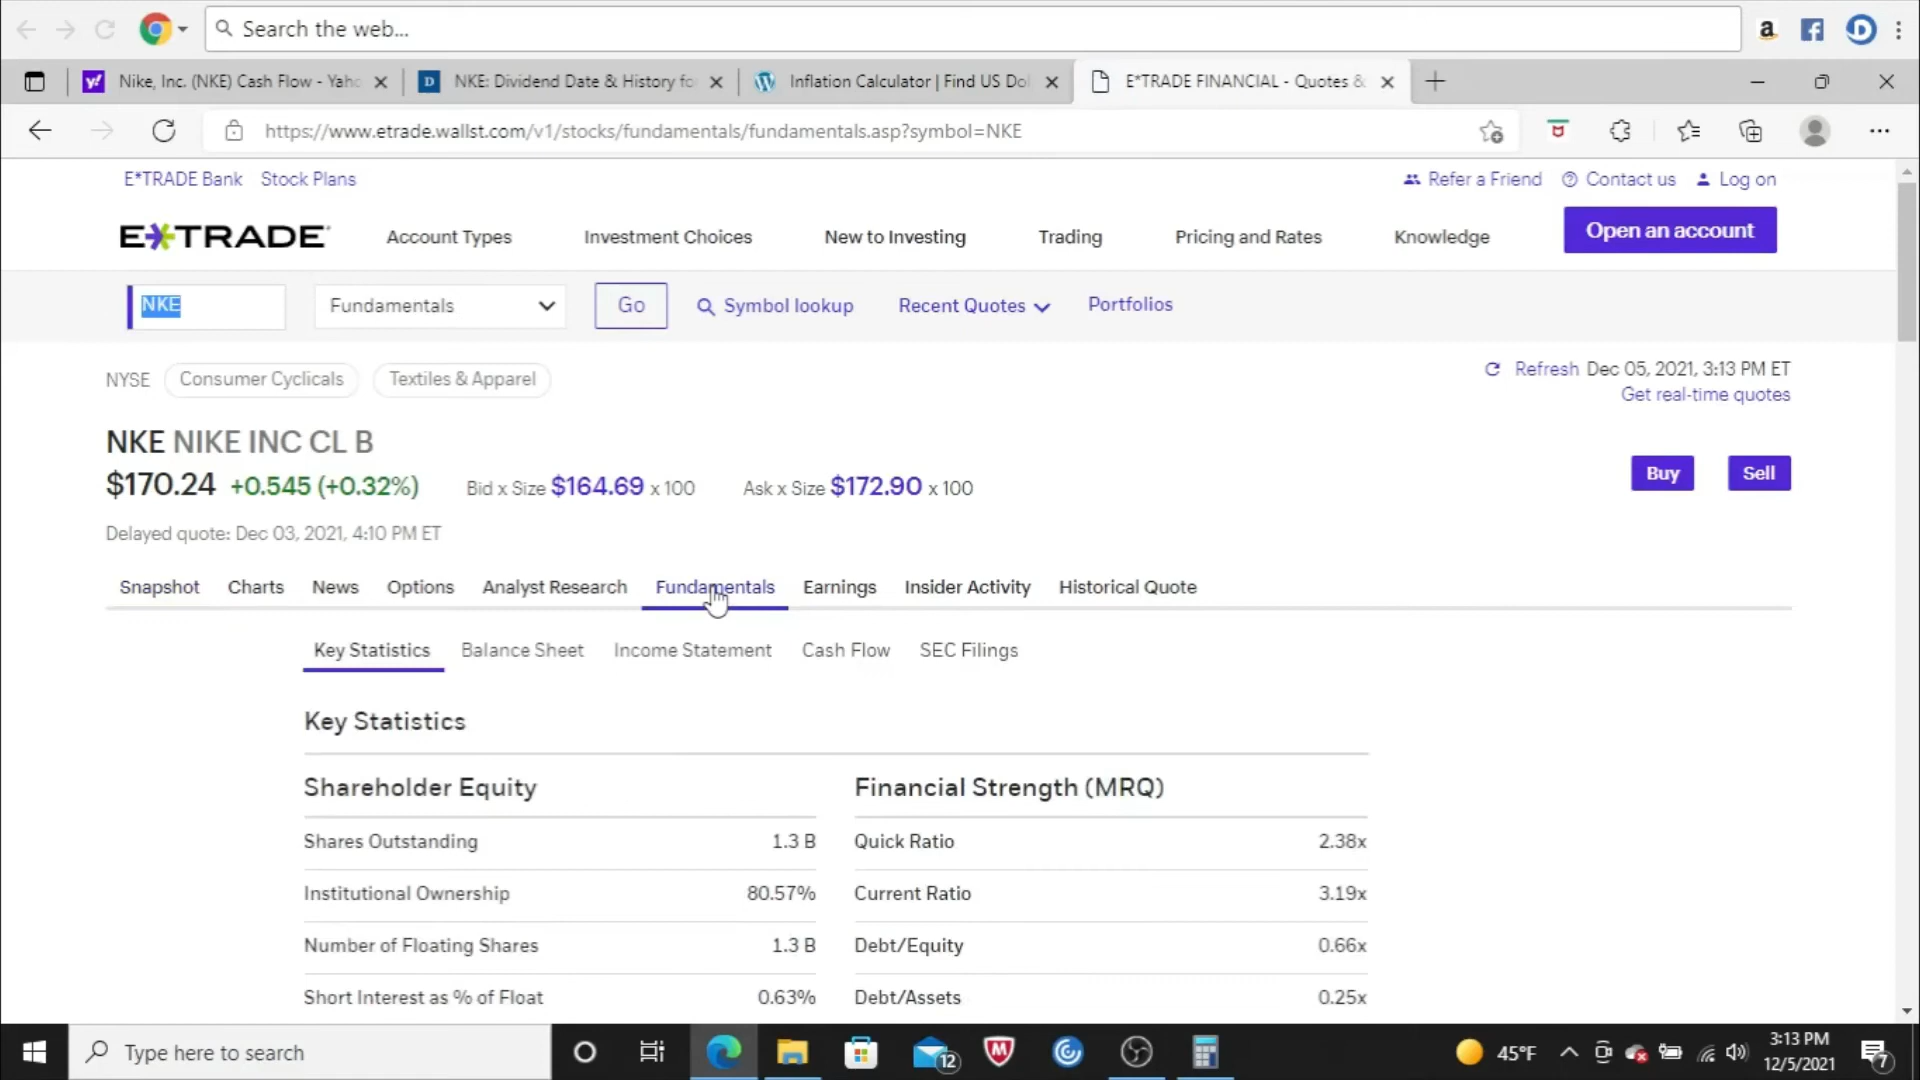 Search the web...
Nike, Inc. (NKE) Cash Flow - Yaho
NKE: Dividend Date & History fo
Inflation Calculator | Find US Dol
E*TRADE FINANCIAL - Quotes &
https://www.etrade.wallst.com/v1/stocks/fundamentals/fundamentals.asp?symbol=NKE
E*TRADE Bank Stock Plans
Refer a Friend Contact us Log on
E*TRADE
Account Types Investment Choices New to Investing Trading Pricing and Rates Knowledge Open an account
NKE Fundamentals Go Symbol lookup Recent Quotes Portfolios
NYSE Consumer Cyclicals Textiles & Apparel
Refresh Dec 05, 2021, 3:13 PM ET
Get real-time quotes
NKE NIKE INC CL B
$170.24 +0.545 (+0.32%) Bid x Size $164.69 x 100 Ask x Size $172.90 x 100
Buy Sell
Delayed quote: Dec 03, 2021, 4:10 PM ET
Snapshot Charts News Options Analyst Research Fundamentals Earnings Insider Activity Historical Quote
Key Statistics Balance Sheet Income Statement Cash Flow SEC Filings
Key Statistics
Shareholder Equity
Shares Outstanding 1.3 B
Institutional Ownership 80.57%
Number of Floating Shares 1.3 B
Short Interest as % of Float 0.63%
Financial Strength (MRQ)
Quick Ratio 2.38x
Current Ratio 3.19x
Debt/Equity 0.66x
Debt/Assets 0.25x
Type here to search
12
45°F
3:13 PM
12/5/2021
7